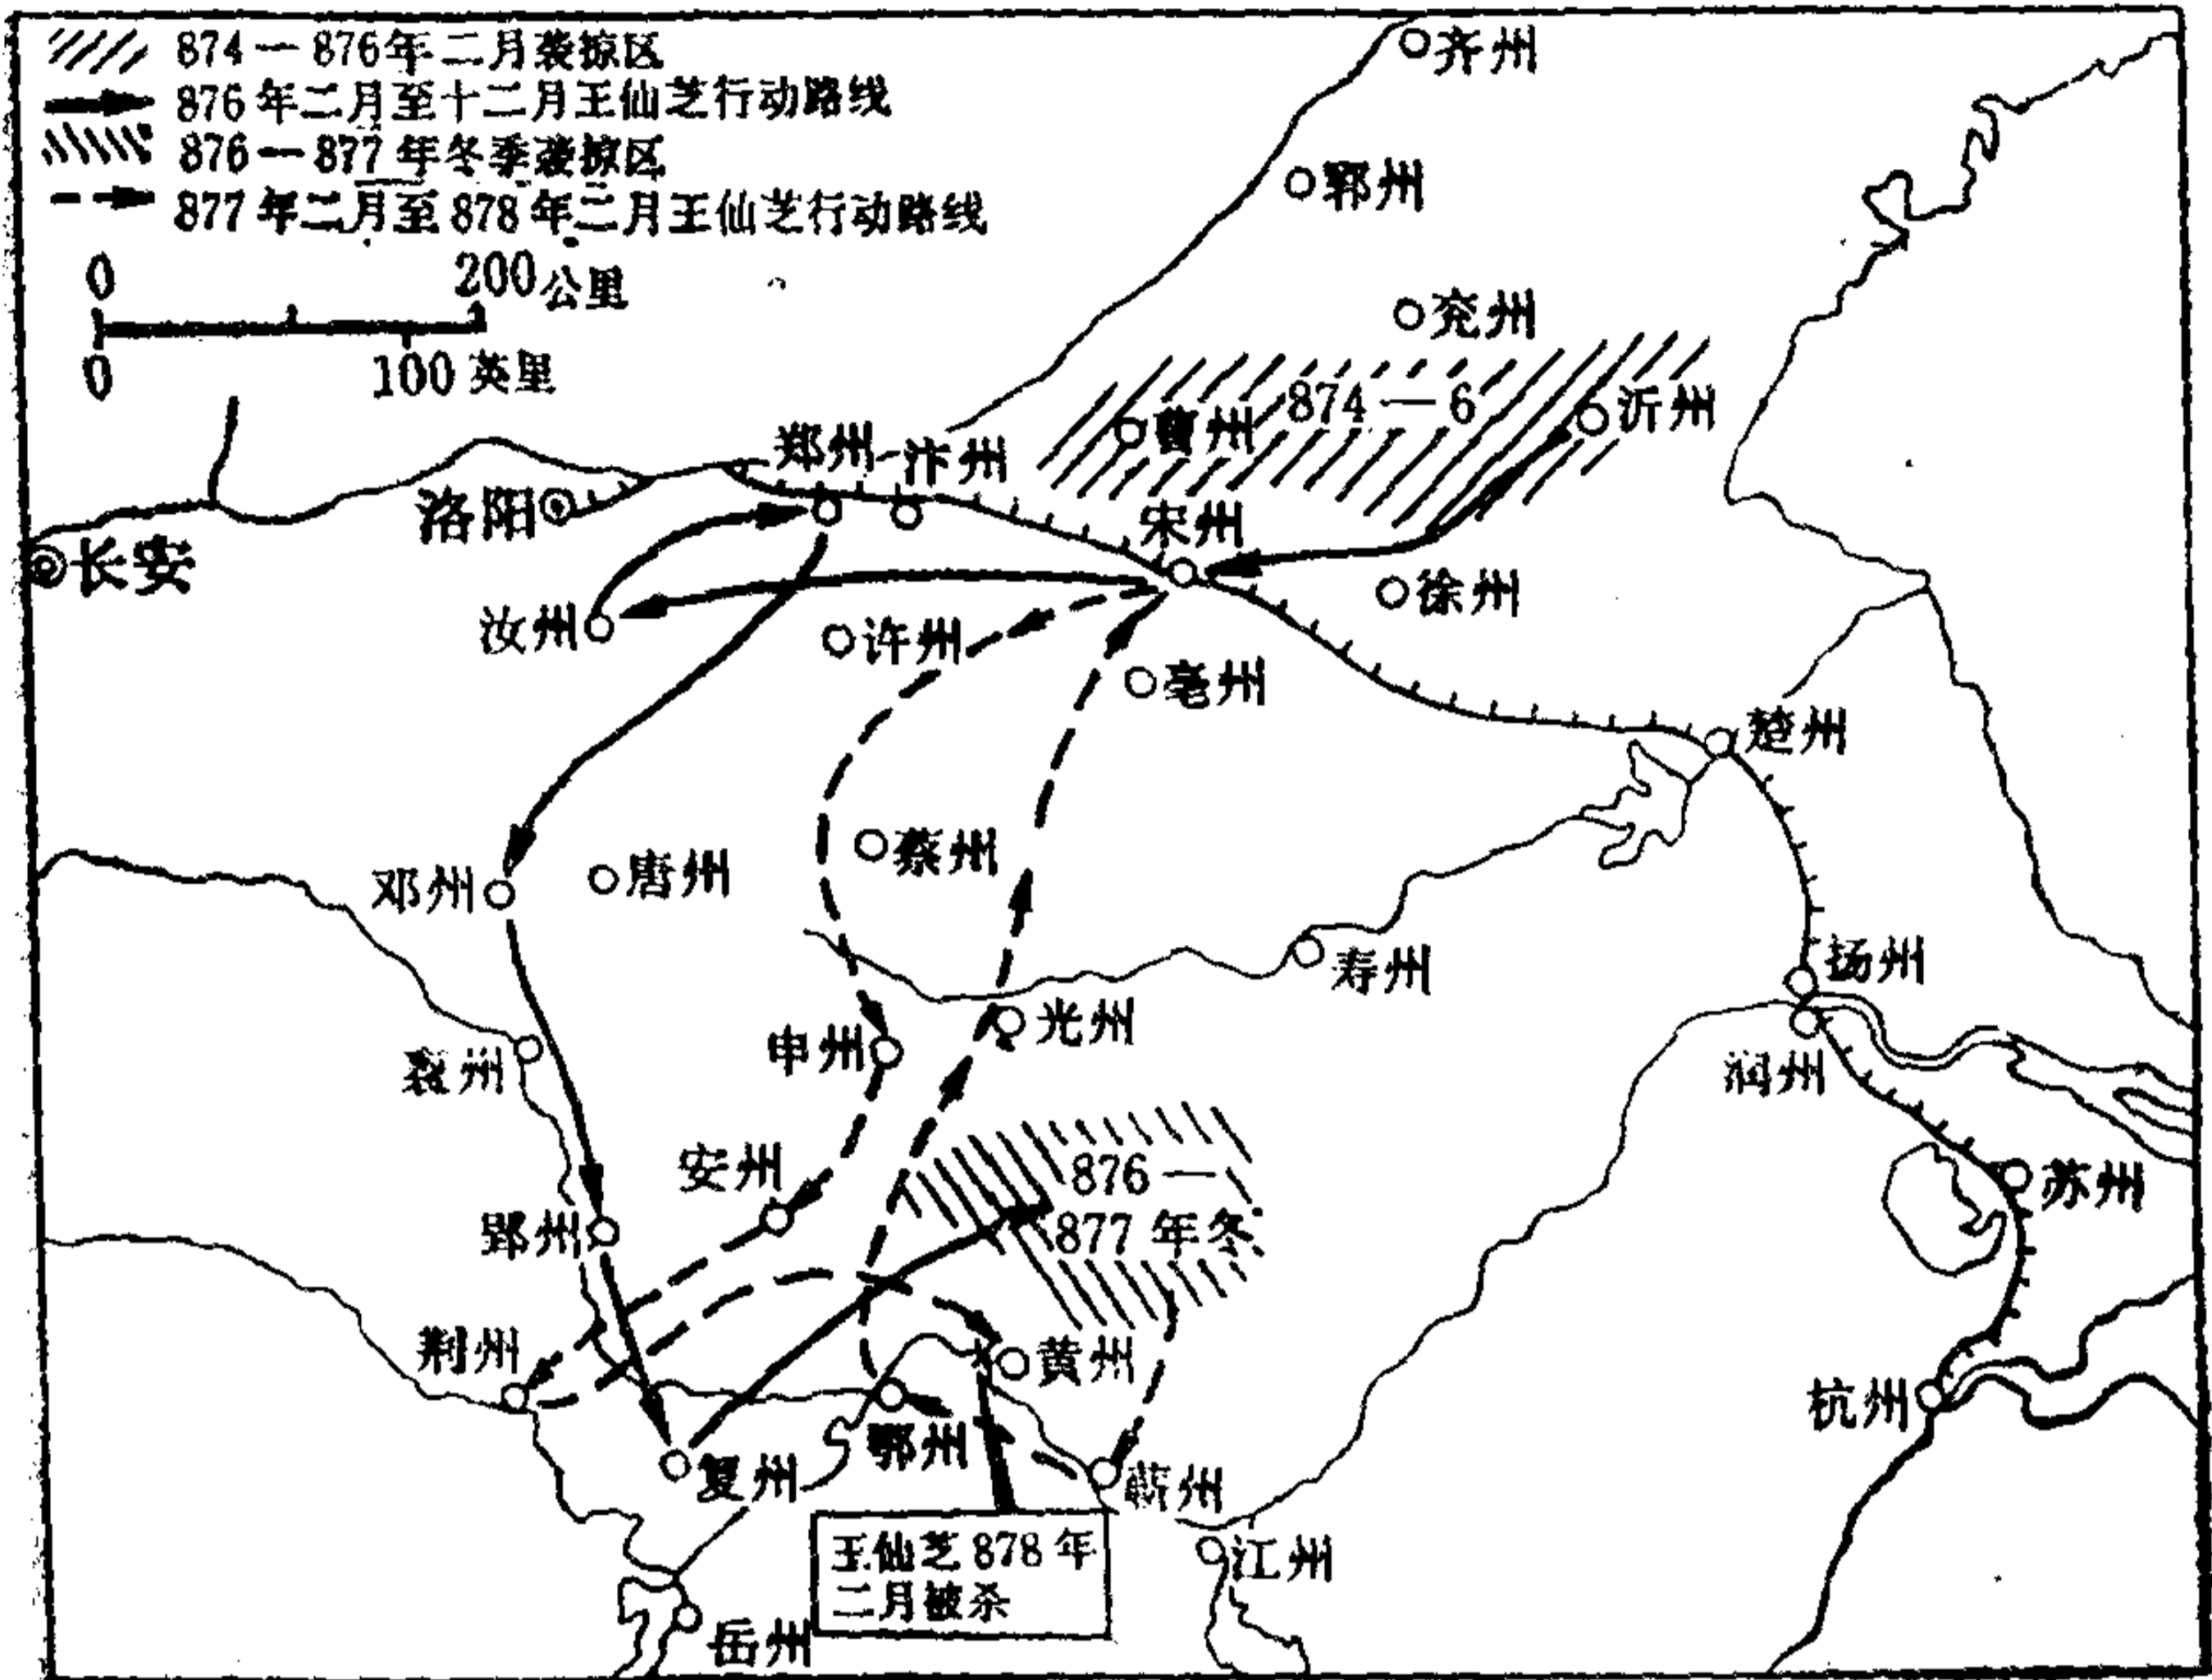 874—876年二月袭掠区
876年二月至十二月王仙芝行动路线
876—877年冬季袭掠区
877年二月至878年二月王仙芝行动路线
0
200公里
0
100英里
齐州
郓州
兖州
874—6
曹州
沂州
郑州
汴州
洛阳
宋州
长安
徐州
汝州
许州
亳州
楚州
蔡州
唐州
邓州
寿州
扬州
光州
申州
襄州
润州
安州
876—
877年冬
苏州
郢州
荆州
黄州
杭州
鄂州
复州
蕲州
王仙芝878年
二月被杀
江州
岳州